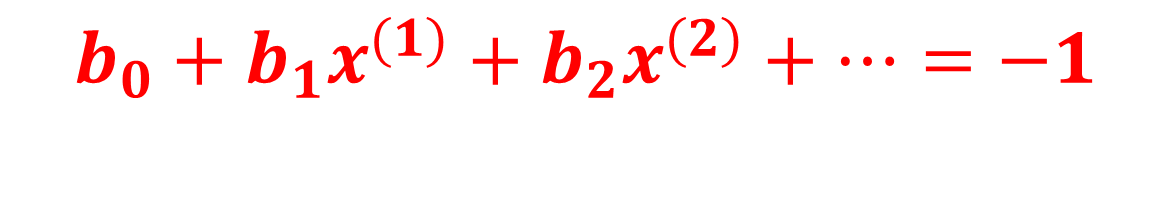 b₀ + b₁x⁽¹⁾ + b₂x⁽²⁾ + ⋯ = −1